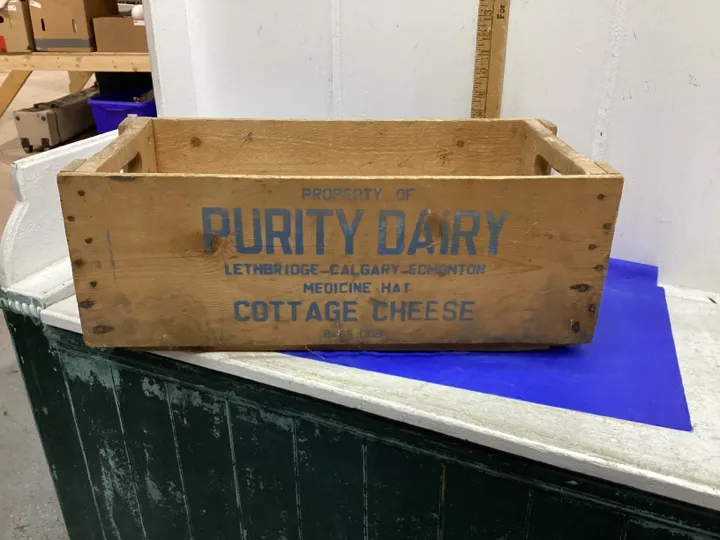 PROPERTY OF
PURITY DAIRY
LETHBRIDGE-CALGARY-EDMONTON
MEDICINE HAT
COTTAGE CHEESE